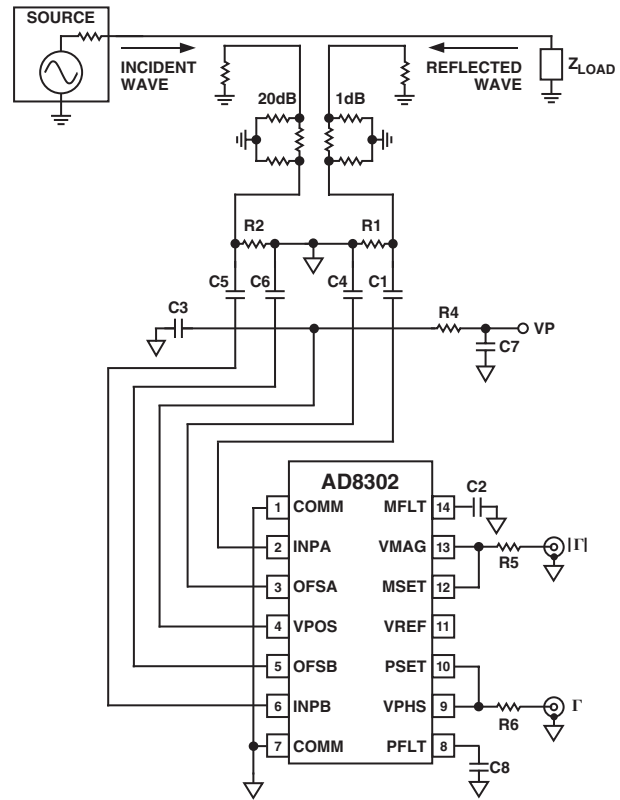 SOURCE
INCIDENT
WAVE
REFLECTED
WAVE
ZLOAD
20dB
1dB
R2
R1
C5
C6
C4
C1
C3
R4
VP
C7
AD8302
1 COMM
MFLT 14
C2
2 INPA
VMAG 13
R5
|Γ|
3 OFSA
MSET 12
4 VPOS
VREF 11
5 OFSB
PSET 10
6 INPB
VPHS 9
R6
Γ
7 COMM
PFLT 8
C8